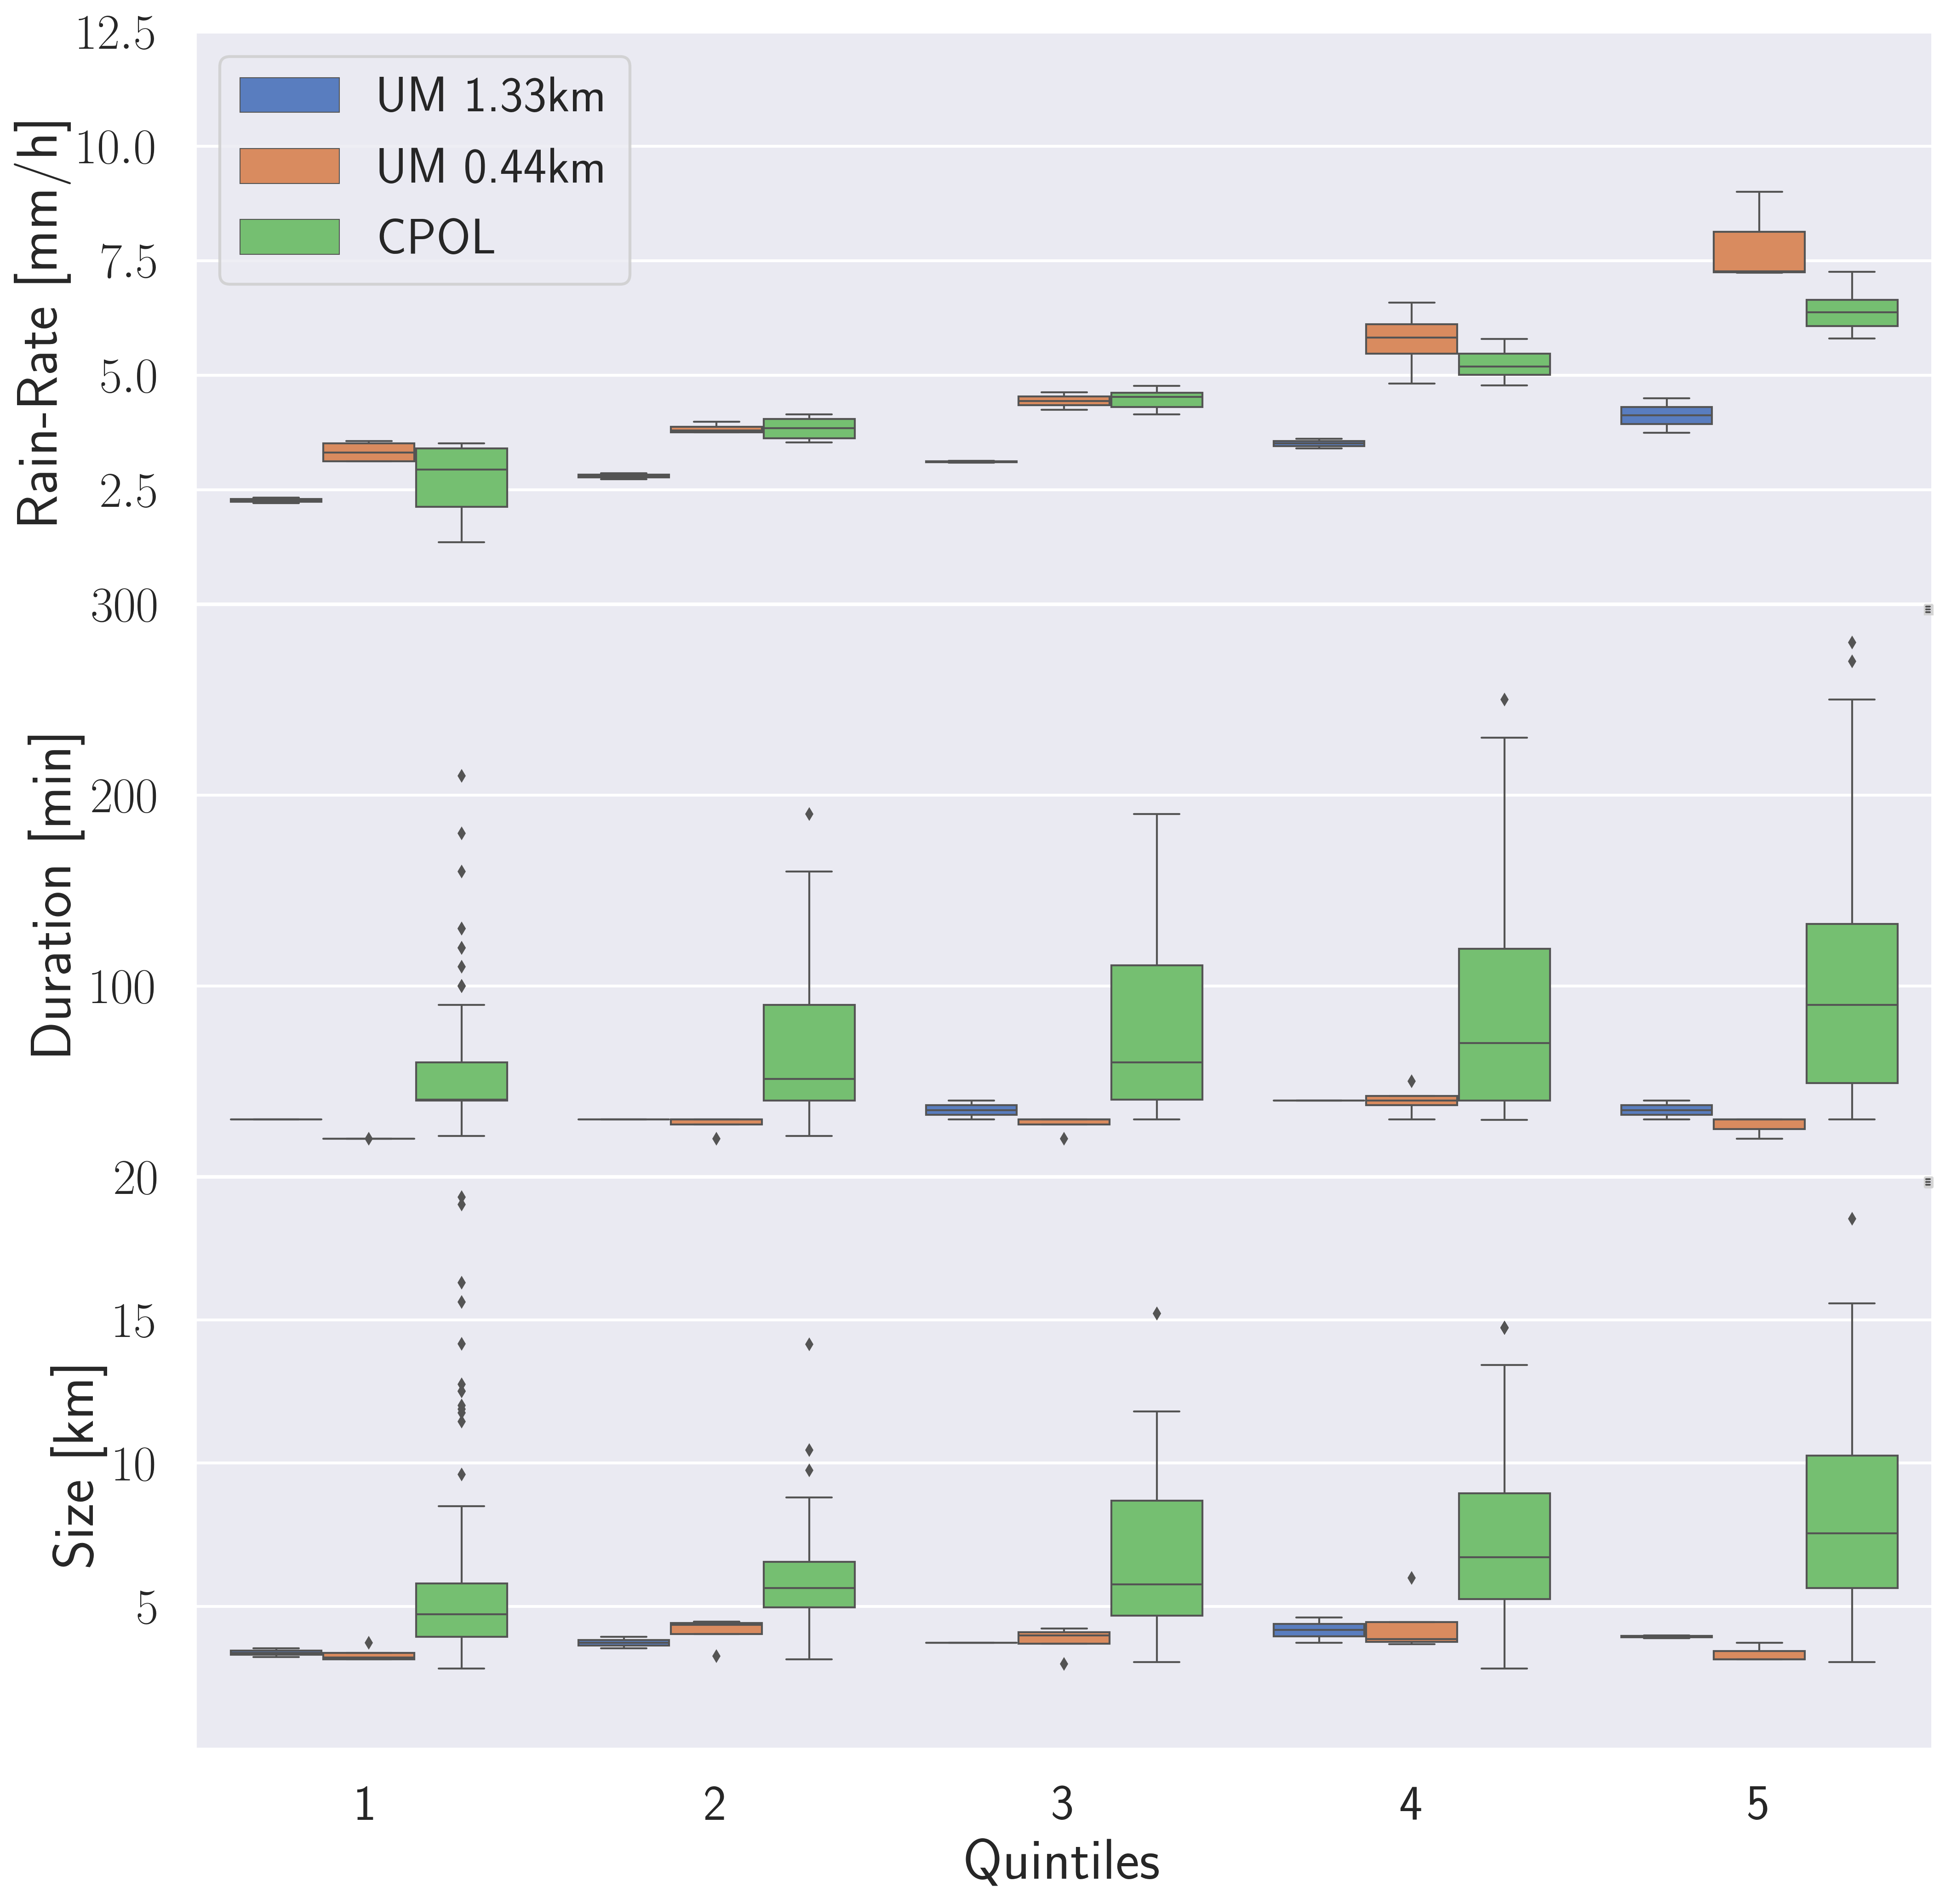 12.5
10.0
7.5
5.0
2.5
Rain-Rate [mm/h]
UM 1.33km
UM 0.44km
CPOL
300
200
100
Duration [min]
20
15
10
5
Size [km]
1 2 3 4 5
Quintiles